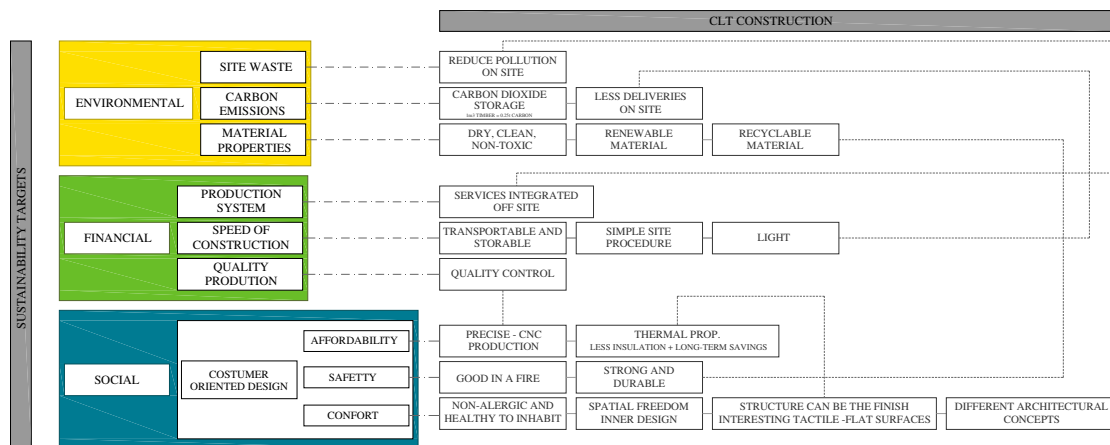 CLT CONSTRUCTION
SUSTAINABILITY TARGETS
ENVIRONMENTAL
SITE WASTE
REDUCE POLLUTION
ON SITE
CARBON
EMISSIONS
CARBON DIOXIDE
STORAGE
1m3 TIMBER = 0.25t CARBON
LESS DELIVERIES
ON SITE
MATERIAL
PROPERTIES
DRY, CLEAN,
NON-TOXIC
RENEWABLE
MATERIAL
RECYCLABLE
MATERIAL
FINANCIAL
PRODUCTION
SYSTEM
SERVICES INTEGRATED
OFF SITE
SPEED OF
CONSTRUCTION
TRANSPORTABLE AND
STORABLE
SIMPLE SITE
PROCEDURE
LIGHT
QUALITY
PRODUTION
QUALITY CONTROL
SOCIAL
COSTUMER
ORIENTED DESIGN
AFFORDABILITY
PRECISE - CNC
PRODUCTION
THERMAL PROP.
LESS INSULATION + LONG-TERM SAVINGS
SAFETTY
GOOD IN A FIRE
STRONG AND
DURABLE
CONFORT
NON-ALERGIC AND
HEALTHY TO INHABIT
SPATIAL FREEDOM
INNER DESIGN
STRUCTURE CAN BE THE FINISH
INTERESTING TACTILE -FLAT SURFACES
DIFFERENT ARCHITECTURAL
CONCEPTS